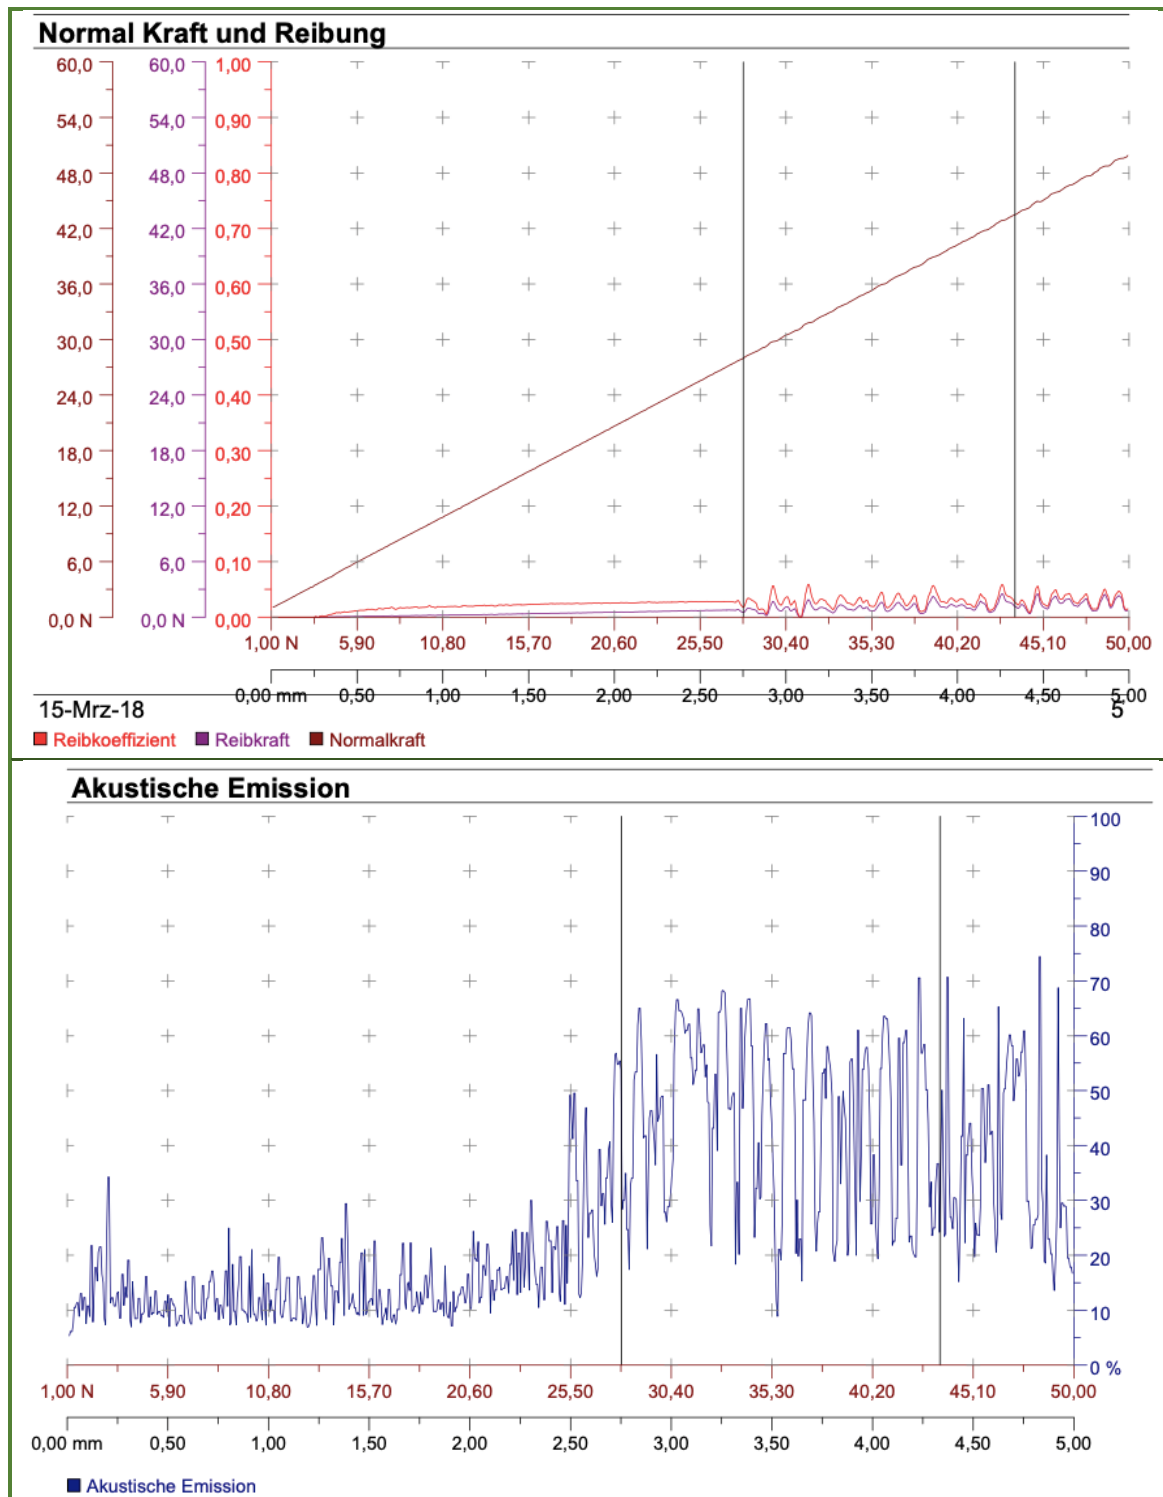 Normal Kraft und Reibung
60,0 60,0 1,00
54,0 54,0 0,90
48,0 48,0 0,80
42,0 42,0 0,70
36,0 36,0 0,60
30,0 30,0 0,50
24,0 24,0 0,40
18,0 18,0 0,30
12,0 12,0 0,20
6,0 6,0 0,10
0,0 N 0,0 N 0,00
1,00 N 5,90 10,80 15,70 20,60 25,50 30,40 35,30 40,20 45,10 50,00
0,00 mm 0,50 1,00 1,50 2,00 2,50 3,00 3,50 4,00 4,50 5,00
15-Mrz-18 5
Reibkoeffizient Reibkraft Normalkraft
Akustische Emission
100
90
80
70
60
50
40
30
20
10
0 %
1,00 N 5,90 10,80 15,70 20,60 25,50 30,40 35,30 40,20 45,10 50,00
0,00 mm 0,50 1,00 1,50 2,00 2,50 3,00 3,50 4,00 4,50 5,00
Akustische Emission